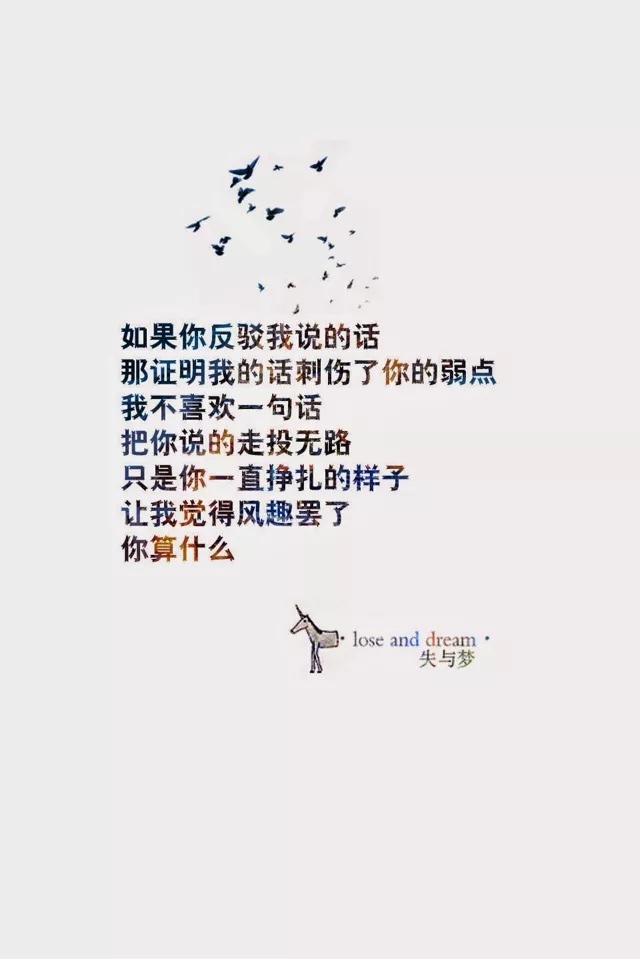 如果你反驳我说的话
那证明我的话刺伤了你的弱点
我不喜欢一句话
把你说的走投无路
只是你一直挣扎的样子
让我觉得风趣罢了
你算什么
· lose and dream ·
失与梦